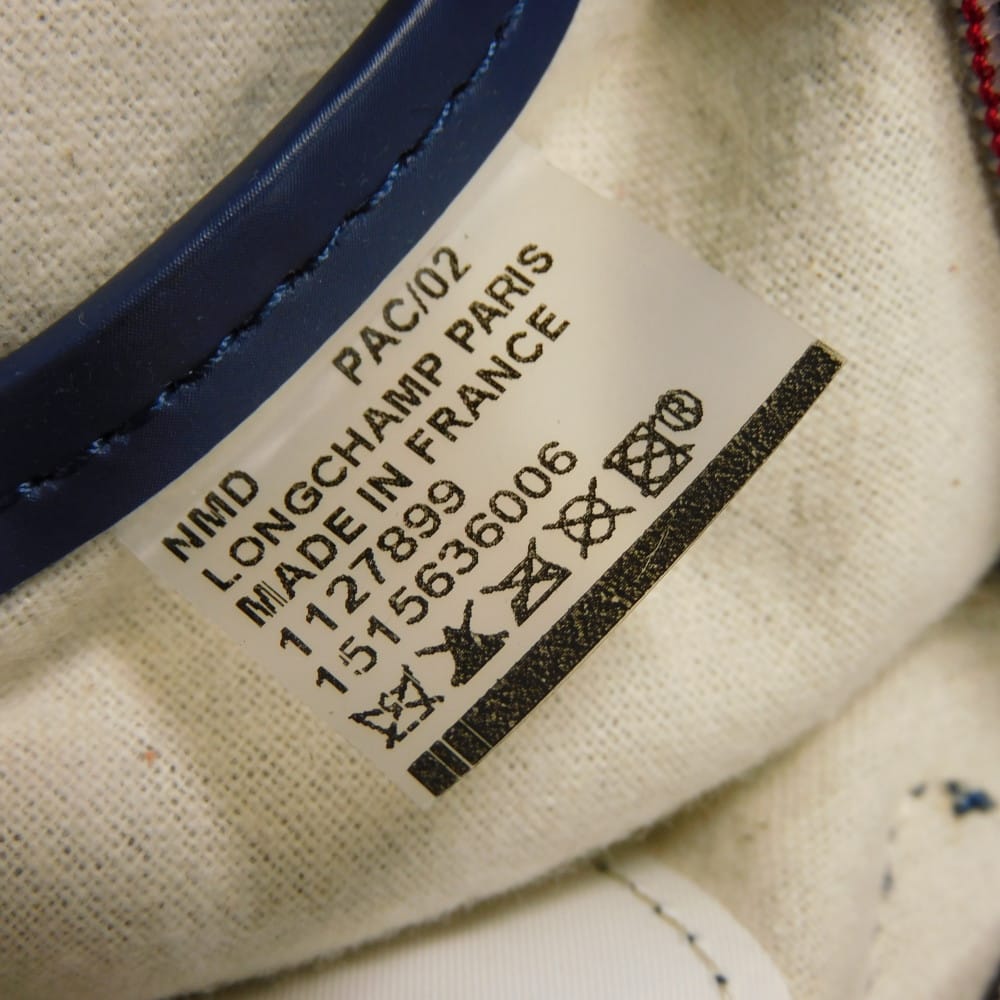 NMD PAC/02
LONGCHAMP PARIS
MADE IN FRANCE
1127899
1515636006
®